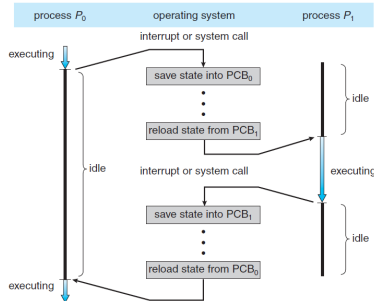 process P0 operating system process P1
interrupt or system call
executing
save state into PCB0
idle
reload state from PCB1
idle
interrupt or system call
executing
save state into PCB1
idle
reload state from PCB0
executing